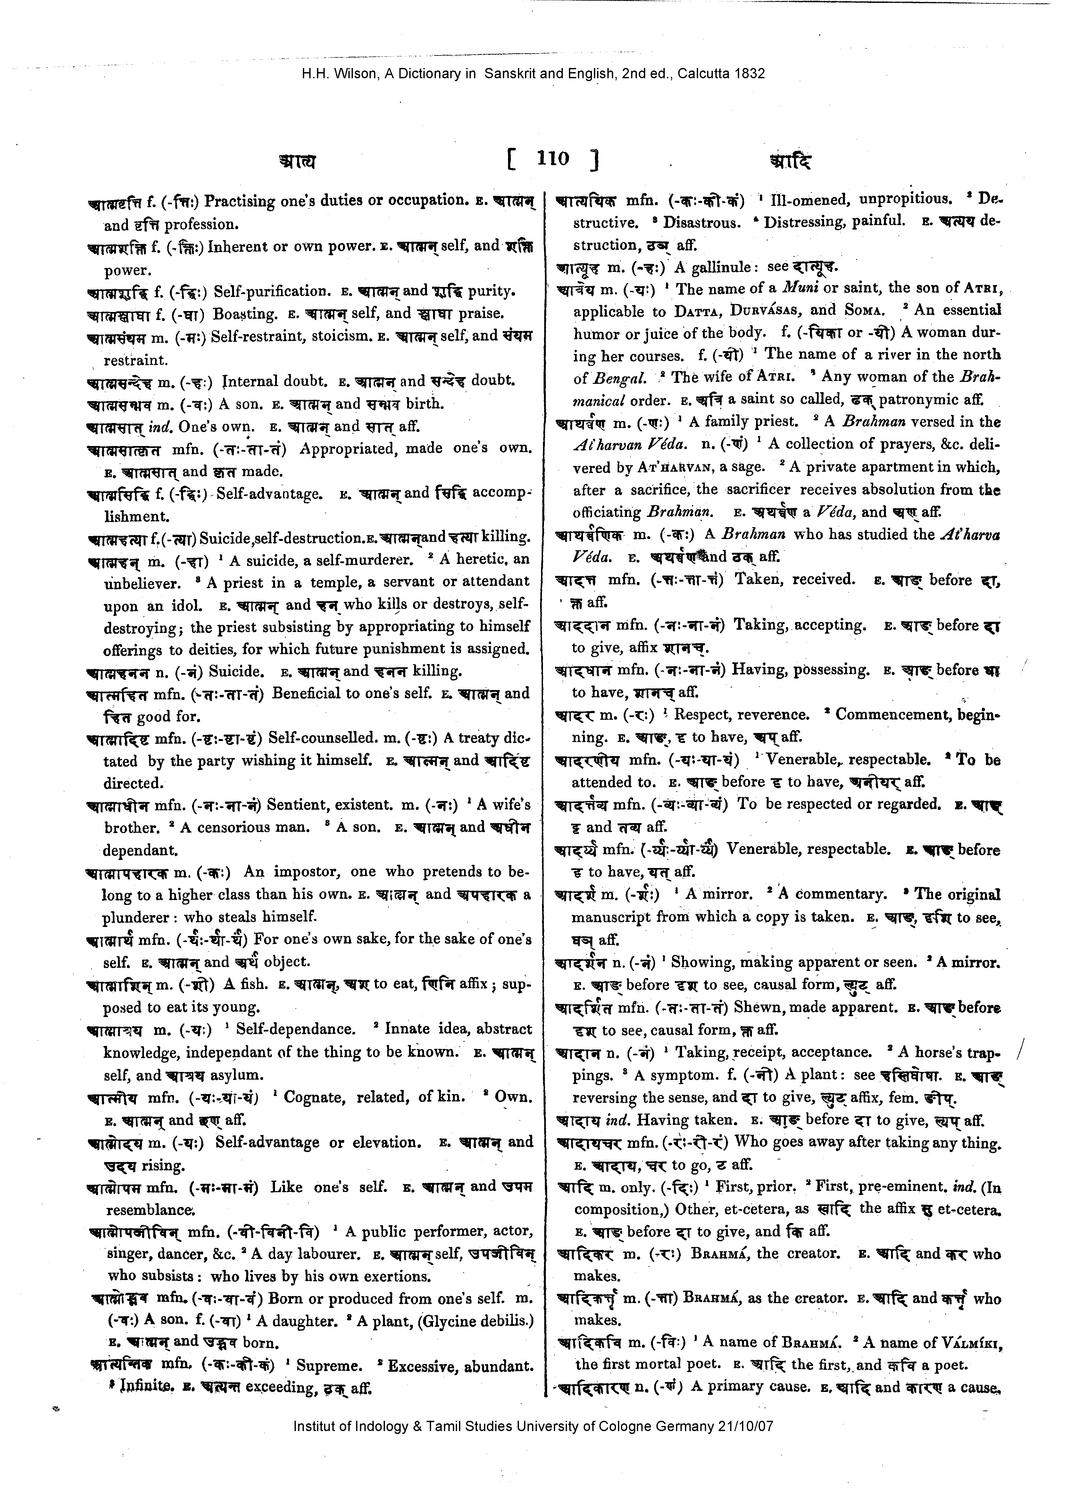 H.H. Wilson, A Dictionary in Sanskrit and English, 2nd ed., Calcutta 1832
आत्य [ 110 ] आदि
आत्मवृत्ति f. (-त्तिः) Practising one's duties or occupation. E. आत्मन्
and वृत्ति profession.
आत्मशक्ति f. (-क्तिः) Inherent or own power. E. आत्मन् self, and शक्ति
power.
आत्मशुद्धि f. (-द्धिः) Self-purification. E. आत्मन् and शुद्धि purity.
आत्मश्लाघा f. (-घा) Boasting. E. आत्मन् self, and श्लाघा praise.
आत्मसंयम m. (-मः) Self-restraint, stoicism. E. आत्मन् self, and संयम
restraint.
आत्मसन्देह m. (-हः) Internal doubt. E. आत्मन् and सन्देह doubt.
आत्मसम्भव m. (-वः) A son. E. आत्मन् and सम्भव birth.
आत्मसात् ind. One's own. E. आत्मन् and सात् aff.
आत्मसात्कृत mfn. (-तः-ता-तं) Appropriated, made one's own.
E. आत्मसात् and कृत made.
आत्मसिद्धि f. (-द्धिः) Self-advantage. E. आत्मन् and सिद्धि accomp-
lishment.
आत्महत्या f. (-त्या) Suicide, self-destruction. E. आत्मन् and हत्या killing.
आत्महन् m. (-हा) ¹ A suicide, a self-murderer. ² A heretic, an
unbeliever. ³ A priest in a temple, a servant or attendant
upon an idol. E. आत्मन् and हन who kills or destroys, self-
destroying; the priest subsisting by appropriating to himself
offerings to deities, for which future punishment is assigned.
आत्महनन n. (-नं) Suicide. E. आत्मन् and हनन killing.
आत्महित mfn. (-तः-ता-तं) Beneficial to one's self. E. आत्मन् and
हित good for.
आत्मादिष्ट mfn. (-ष्टः-ष्टा-ष्टं) Self-counselled. m. (-ष्टः) A treaty dic-
tated by the party wishing it himself. E. आत्मन् and आदिष्ट
directed.
आत्माधीन mfn. (-नः-ना-नं) Sentient, existent. m. (-नः) ¹ A wife's
brother. ² A censorious man. ³ A son. E. आत्मन् and अधीन
dependant.
आत्मापहारक m. (-कः) An impostor, one who pretends to be-
long to a higher class than his own. E. आत्मन् and अपहारक a
plunderer : who steals himself.
आत्मार्थ mfn. (-र्थः-र्था-र्थं) For one's own sake, for the sake of one's
self. E. आत्मन् and अर्थ object.
आत्माशिन् m. (-शी) A fish. E. आत्मन्, अश to eat, णिनि affix ; sup-
posed to eat its young.
आत्माश्रय m. (-यः) ¹ Self-dependance. ² Innate idea, abstract
knowledge, independant of the thing to be known. E. आत्मन्
self, and आश्रय asylum.
आत्मीय mfn. (-यः-या-यं) ¹ Cognate, related, of kin. ² Own.
E. आत्मन् and छण् aff.
आत्मोदय m. (-यः) Self-advantage or elevation. E. आत्मन् and
उदय rising.
आत्मोपम mfn. (-मः-मा-मं) Like one's self. E. आत्मन् and उपम
resemblance.
आत्मोपजीविन् mfn. (-वी-विनी-वि) ¹ A public performer, actor,
singer, dancer, &c. ² A day labourer. E. आत्मन् self, उपजीविन्
who subsists : who lives by his own exertions.
आत्मोद्भव mfn. (-वः-वा-वं) Born or produced from one's self. m.
(-वः) A son. f. (-वा) ¹ A daughter. ² A plant, (Glycine debilis.)
E. आत्मन् and उद्भव born.
आत्यन्तिक mfn. (-कः-की-कं) ¹ Supreme. ² Excessive, abundant.
³ Infinite. E. अत्यन्त exceeding, ढक् aff.
आत्ययिक mfn. (-कः-की-कं) ¹ Ill-omened, unpropitious. ² De-
structive. ³ Disastrous. ⁴ Distressing, painful. E. अत्यय de-
struction, ठञ् aff.
आत्यूह m. (-हः) A gallinule : see दात्यूह.
आत्रेय m. (-यः) ¹ The name of a Muni or saint, the son of ATRI,
applicable to DATTA, DURVÁSAS, and SOMA. ² An essential
humor or juice of the body. f. (-यिका or -यी) A woman dur-
ing her courses. f. (-यी) ¹ The name of a river in the north
of Bengal. ² The wife of ATRI. ³ Any woman of the Brah-
manical order. E. अत्रि a saint so called, ढक् patronymic aff.
आथर्व्वण m. (-णः) ¹ A family priest. ² A Brahman versed in the
At'harvan Véda. n. (-णं) ¹ A collection of prayers, &c. deli-
vered by AT'HARVAN, a sage. ² A private apartment in which,
after a sacrifice, the sacrificer receives absolution from the
officiating Brahman. E. अथर्व्वण a Véda, and अण् aff.
आथर्व्वणिक m. (-कः) A Brahman who has studied the At'harva
Véda. E. अथर्व्वण and ठक् aff.
आदत्त mfn. (-त्तः-त्ता-त्तं) Taken, received. E. आङ् before दा,
क्त aff.
आददान mfn. (-नः-ना-नं) Taking, accepting. E. आङ् before दा
to give, affix शानच्.
आदधान mfn. (-नः-ना-नं) Having, possessing. E. आङ् before धा
to have, शानच् aff.
आदर m. (-रः) ¹ Respect, reverence. ² Commencement, begin-
ning. E. आङ्, दृ to have, अप् aff.
आदरणीय mfn. (-यः-या-यं) ¹ Venerable, respectable. ² To be
attended to. E. आङ् before दृ to have, अनीयर् aff.
आदर्त्तव्य mfn. (-व्यः-व्या-व्यं) To be respected or regarded. E. आङ्
दृ and तव्य aff.
आदर्य्य mfn. (-र्य्यः-र्य्या-र्य्यं) Venerable, respectable. E. आङ् before
दृ to have, यत् aff.
आदर्श m. (-र्शः) ¹ A mirror. ² A commentary. ³ The original
manuscript from which a copy is taken. E. आङ्, दृशि to see,
घञ् aff.
आदर्शन n. (-नं) ¹ Showing, making apparent or seen. ² A mirror.
E. आङ् before दृश to see, causal form, ल्युट् aff.
आदर्शित mfn. (-तः-ता-तं) Shewn, made apparent. E. आङ् before
दृश् to see, causal form, क्त aff.
आदान n. (-नं) ¹ Taking, receipt, acceptance. ² A horse's trap-
pings. ³ A symptom. f. (-नी) A plant : see हस्तिघोषा. E. आङ्
reversing the sense, and दा to give, ल्युट् affix, fem. ङीप्.
आदाय ind. Having taken. E. आङ् before दा to give, ल्यप् aff.
आदायचर mfn. (-रः-री-रं) Who goes away after taking any thing.
E. आदाय, चर to go, ट aff.
आदि m. only. (-दिः) ¹ First, prior. ² First, pre-eminent. ind. (In
composition,) Other, et-cetera, as खादि the affix सु et-cetera.
E. आङ् before दा to give, and कि aff.
आदिकर m. (-रः) BRAHMÁ, the creator. E. आदि and कर who
makes.
आदिकर्त्तृ m. (-र्त्ता) BRAHMÁ, as the creator. E. आदि and कर्त्तृ who
makes.
आदिकवि m. (-विः) ¹ A name of BRAHMÁ. ² A name of VÁLMÍKI,
the first mortal poet. E. आदि the first, and कवि a poet.
आदिकारण n. (-णं) A primary cause. E. आदि and कारण a cause.
Institut of Indology & Tamil Studies University of Cologne Germany 21/10/07